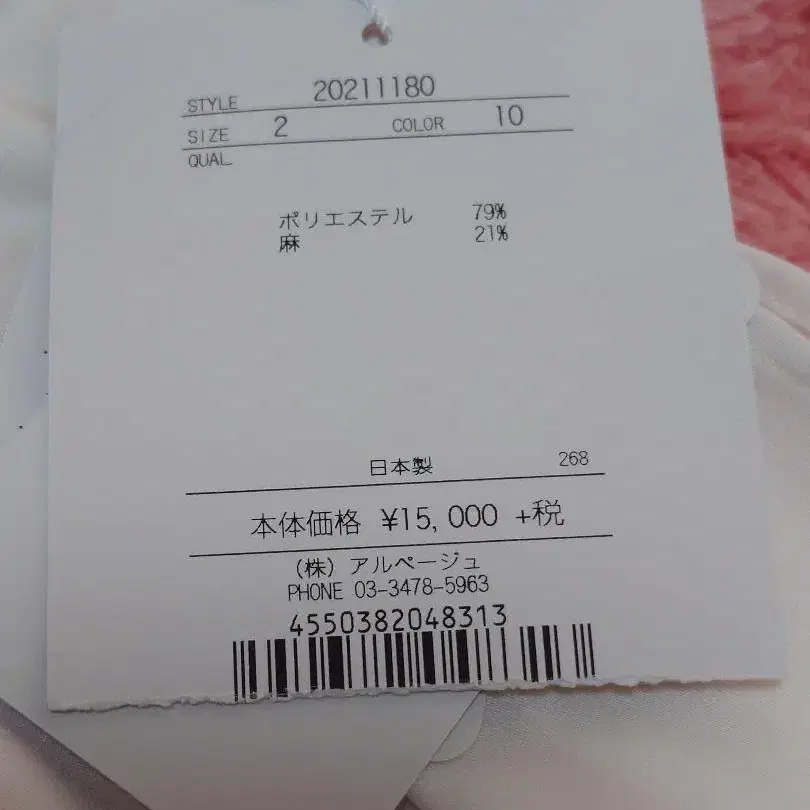 STYLE 20211180
SIZE 2 COLOR 10
QUAL.
ポリエステル 79%
麻 21%
日本製 268
本体価格 ¥15,000 +税
(株) アルページュ
PHONE 03-3478-5963
4550382048313